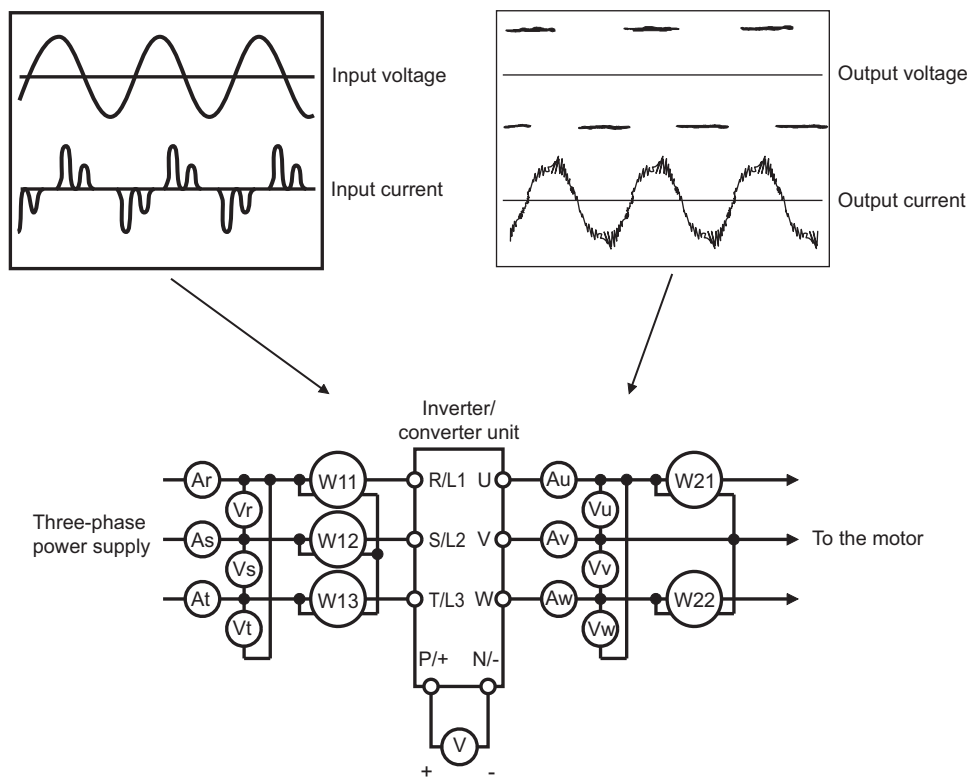 Input voltage
Input current
Output voltage
Output current
Inverter/
converter unit
Three-phase
power supply
Ar
As
At
Vr
Vs
Vt
W11
W12
W13
R/L1
S/L2
T/L3
U
V
W
P/+
N/-
Au
Av
Aw
Vu
Vv
Vw
W21
W22
To the motor
V
+
-